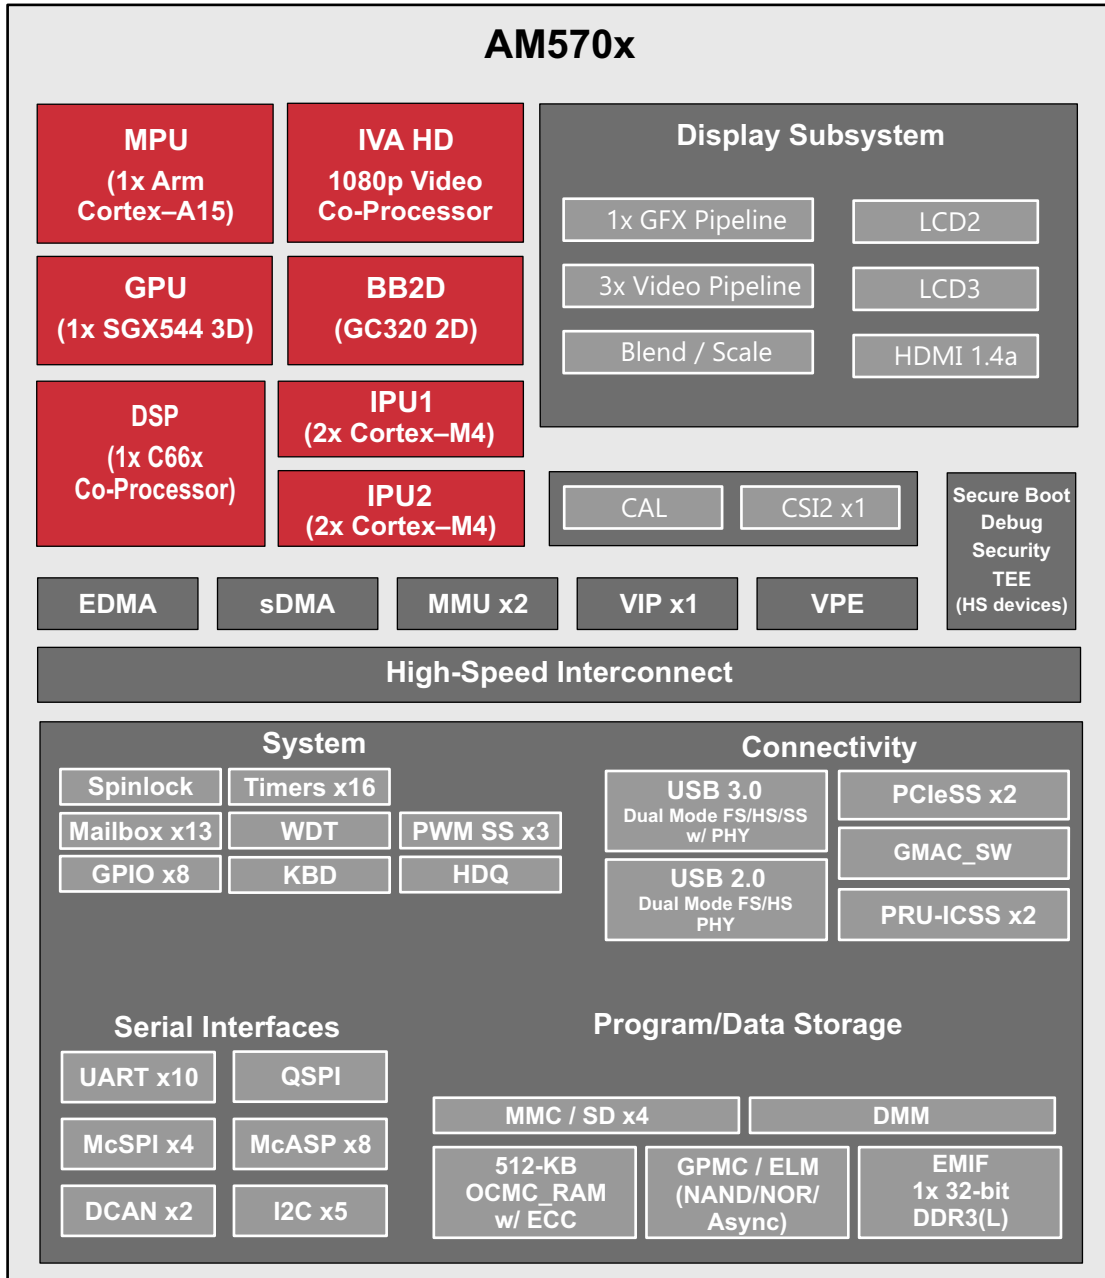 AM570x
MPU
(1x Arm
Cortex–A15)
IVA HD
1080p Video
Co-Processor
GPU
(1x SGX544 3D)
BB2D
(GC320 2D)
DSP
(1x C66x
Co-Processor)
IPU1
(2x Cortex–M4)
IPU2
(2x Cortex–M4)
Display Subsystem
1x GFX Pipeline
LCD2
3x Video Pipeline
LCD3
Blend / Scale
HDMI 1.4a
CAL
CSI2 x1
Secure Boot
Debug
Security
TEE
(HS devices)
EDMA
sDMA
MMU x2
VIP x1
VPE
High-Speed Interconnect
System
Spinlock
Timers x16
Mailbox x13
WDT
PWM SS x3
GPIO x8
KBD
HDQ
Connectivity
USB 3.0
Dual Mode FS/HS/SS
w/ PHY
USB 2.0
Dual Mode FS/HS
PHY
PCIeSS x2
GMAC_SW
PRU-ICSS x2
Serial Interfaces
UART x10
QSPI
McSPI x4
McASP x8
DCAN x2
I2C x5
Program/Data Storage
MMC / SD x4
DMM
512-KB
OCMC_RAM
w/ ECC
GPMC / ELM
(NAND/NOR/
Async)
EMIF
1x 32-bit
DDR3(L)